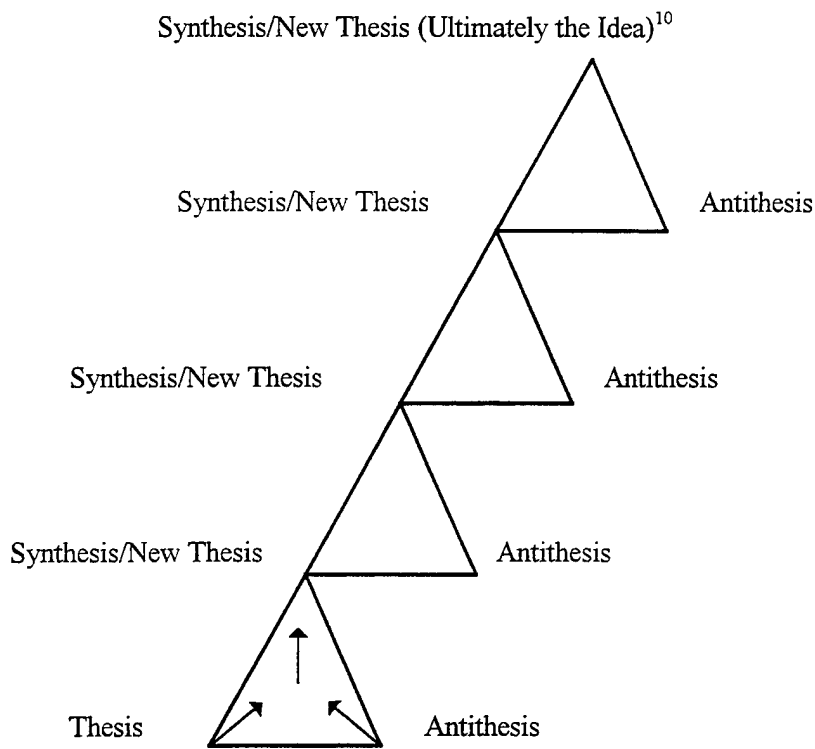 Synthesis/New Thesis (Ultimately the Idea)¹⁰
Synthesis/New Thesis Antithesis
Synthesis/New Thesis Antithesis
Synthesis/New Thesis Antithesis
Thesis Antithesis